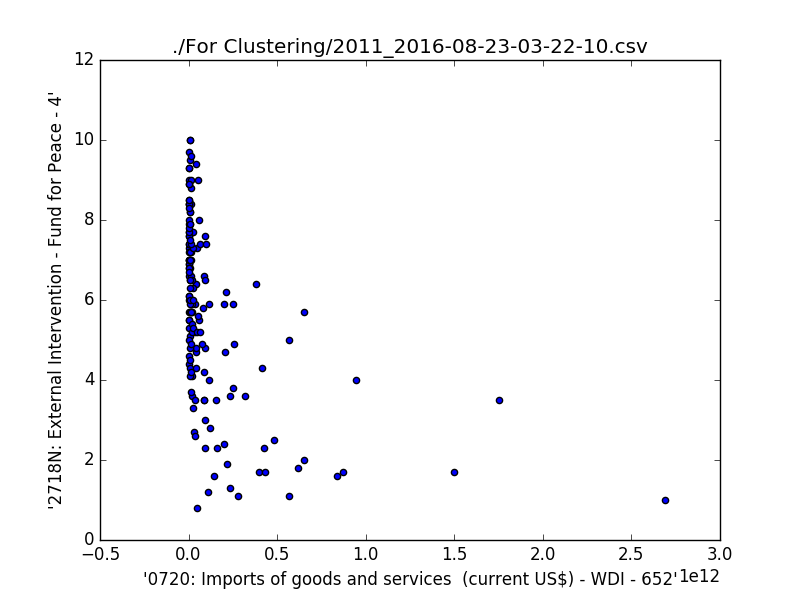 ./For Clustering/2011_2016-08-23-03-22-10.csv
12
10
8
6
4
2
0
'2718N: External Intervention - Fund for Peace - 4'
−0.5 0.0 0.5 1.0 1.5 2.0 2.5 3.0
1e12
'0720: Imports of goods and services  (current US$) - WDI - 652'